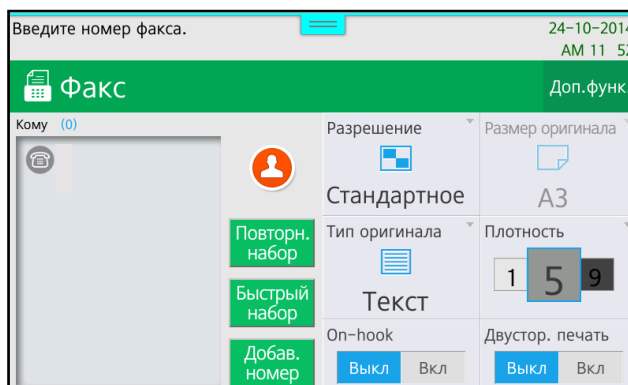 Введите номер факса.
24-10-2014
AM 11 52
Факс
Доп.функ.
Кому (0)
Повторн.
набор
Быстрый
набор
Добав.
номер
Разрешение
Стандартное
Размер оригинала
A3
Тип оригинала
Текст
Плотность
1 5 9
On-hook
Выкл Вкл
Двустор. печать
Выкл Вкл